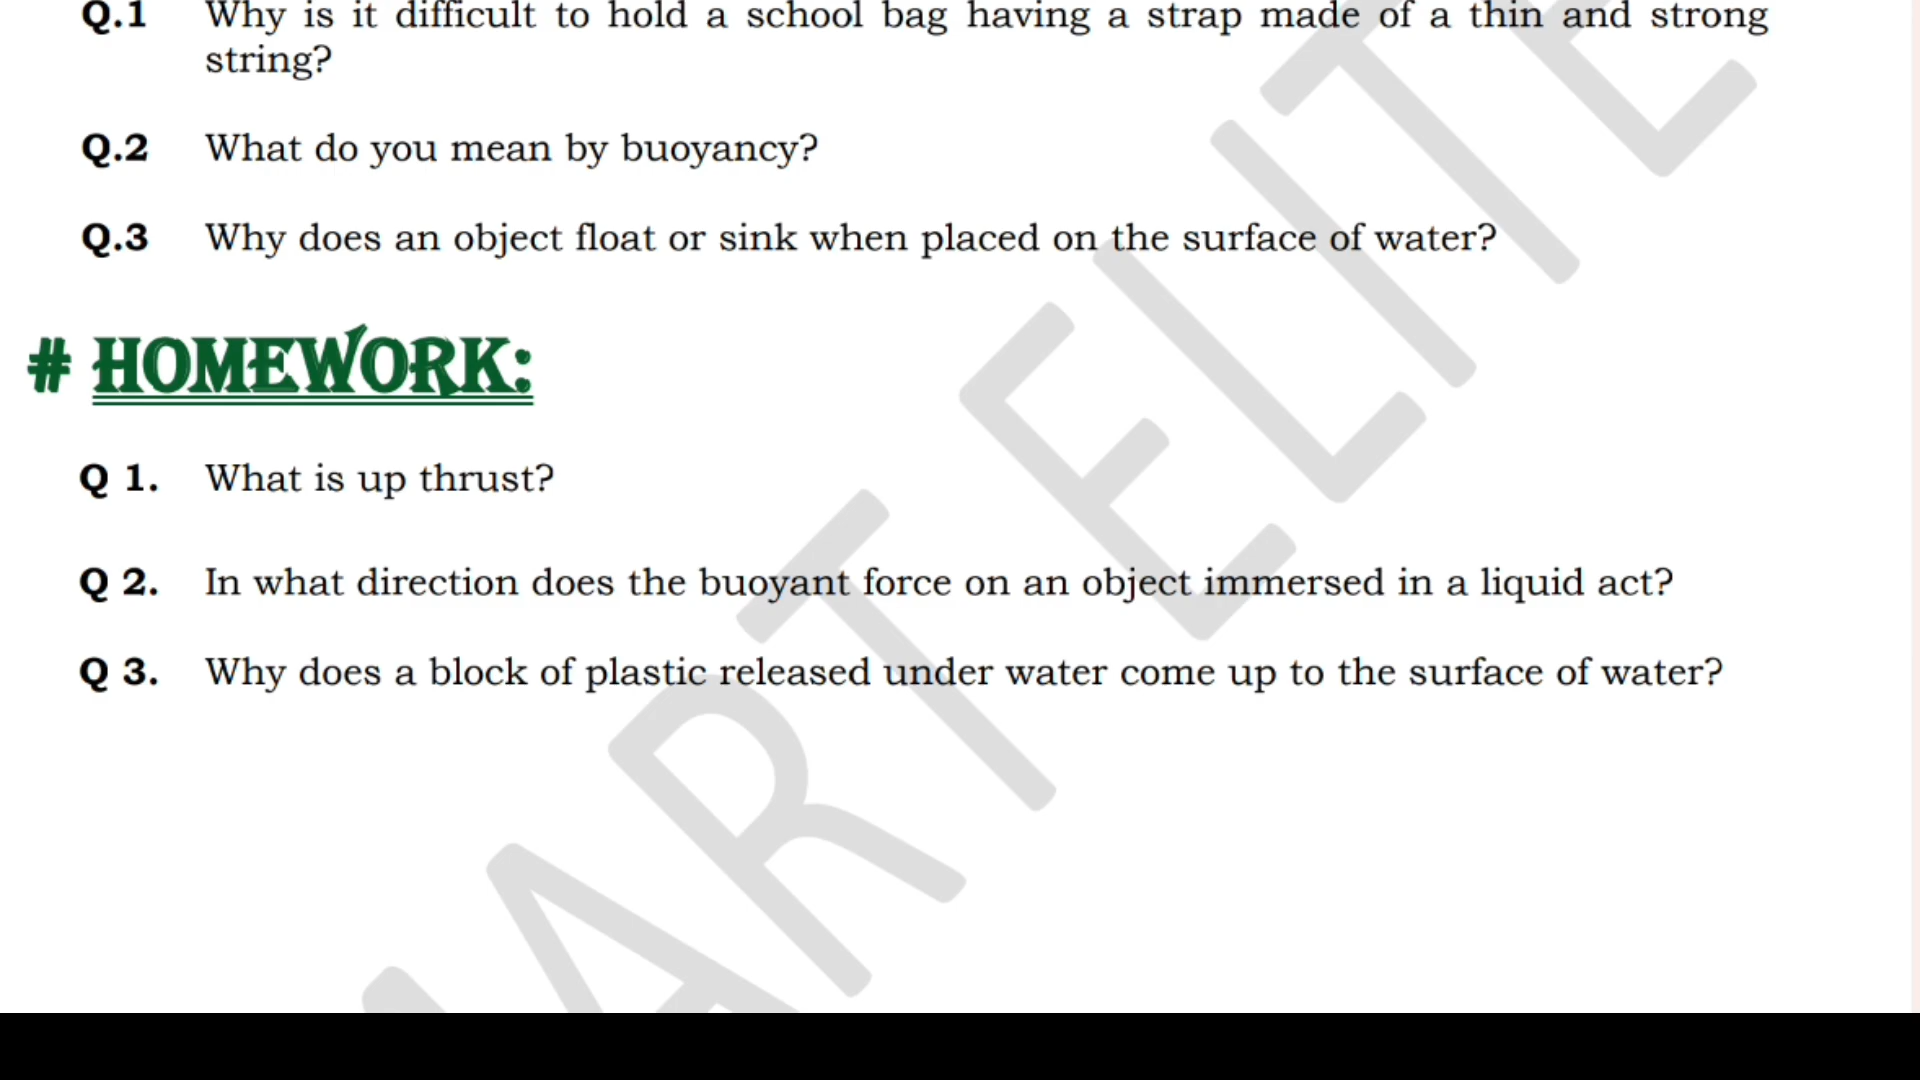 Q.1 Why is it difficult to hold a school bag having a strap made of a thin and strong
string?
Q.2 What do you mean by buoyancy?
Q.3 Why does an object float or sink when placed on the surface of water?
# HOMEWORK:
Q 1. What is up thrust?
Q 2. In what direction does the buoyant force on an object immersed in a liquid act?
Q 3. Why does a block of plastic released under water come up to the surface of water?
ART ELITE